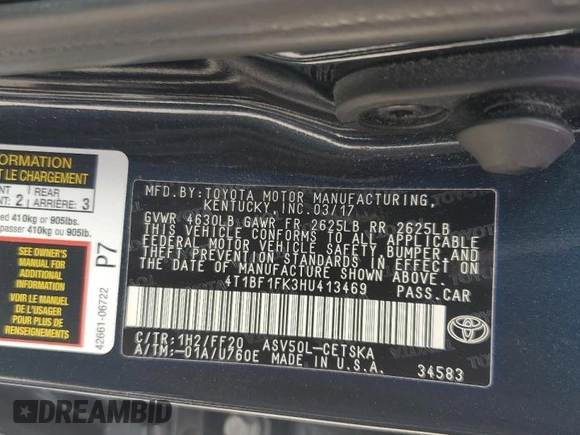 FORMATION
T LE CHARGEMENT
NT 2 REAR
ARRIÈRE: 3
ed 410kg or 905lbs.
passer 410kg ou 905lb.
SEE OWNER'S
MANUAL FOR
ADDITIONAL
INFORMATION
VOIR LE MANUEL
DE L'USAGER
POUR PLUS DE
RENSEIGNEMENTS
42661-06722
P7
MFD.BY:TOYOTA MOTOR MANUFACTURING,
KENTUCKY, INC. 03/17
GVWR 4630LB GAWR FR 2625LB RR 2625LB
THIS VEHICLE CONFORMS TO ALL APPLICABLE
FEDERAL MOTOR VEHICLE SAFETY, BUMPER AND
THEFT PREVENTION STANDARDS IN EFFECT ON
THE DATE OF MANUFACTURE SHOWN ABOVE.
4T1BF1FK3HU413469 PASS.CAR
C/TR:1H2/FF20 ASV50L-CETSKA
A/TM:-01A/U760E MADE IN U.S.A.
TOYOTA
34583
DREAMBID